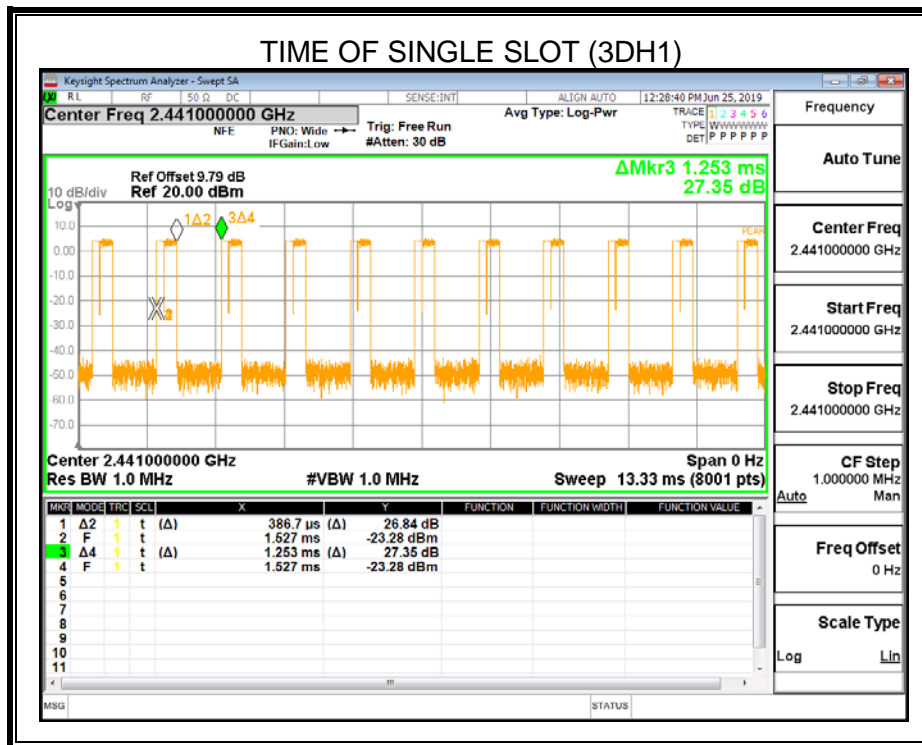 TIME OF SINGLE SLOT (3DH1)
Keysight Spectrum Analyzer - Swept SA
RL RF 50 Ω DC SENSE:INT ALIGN AUTO 12:28:40 PM Jun 25, 2019
Center Freq 2.441000000 GHz Avg Type: Log-Pwr TRACE 1 2 3 4 5 6
NFE PNO: Wide Trig: Free Run TYPE WWWWWW
IFGain:Low #Atten: 30 dB DET P P P P P P
Frequency
Auto Tune
ΔMkr3 1.253 ms
27.35 dB
Ref Offset 9.79 dB
10 dB/div Ref 20.00 dBm
Log
1Δ2 3Δ4
PEAK
10.0
0.00
-10.0
-20.0
-30.0
-40.0
-50.0
-60.0
-70.0
Center 2.441000000 GHz Span 0 Hz
Res BW 1.0 MHz #VBW 1.0 MHz Sweep 13.33 ms (8001 pts)
MKR MODE TRC SCL X Y FUNCTION FUNCTION WIDTH FUNCTION VALUE
1 Δ2 1 t (Δ) 386.7 µs (Δ) 26.84 dB
2 F 1 t 1.527 ms -23.28 dBm
3 Δ4 1 t (Δ) 1.253 ms (Δ) 27.35 dB
4 F 1 t 1.527 ms -23.28 dBm
5
6
7
8
9
10
11
Center Freq
2.441000000 GHz
Start Freq
2.441000000 GHz
Stop Freq
2.441000000 GHz
CF Step
1.000000 MHz
Auto Man
Freq Offset
0 Hz
Scale Type
Log Lin
MSG STATUS